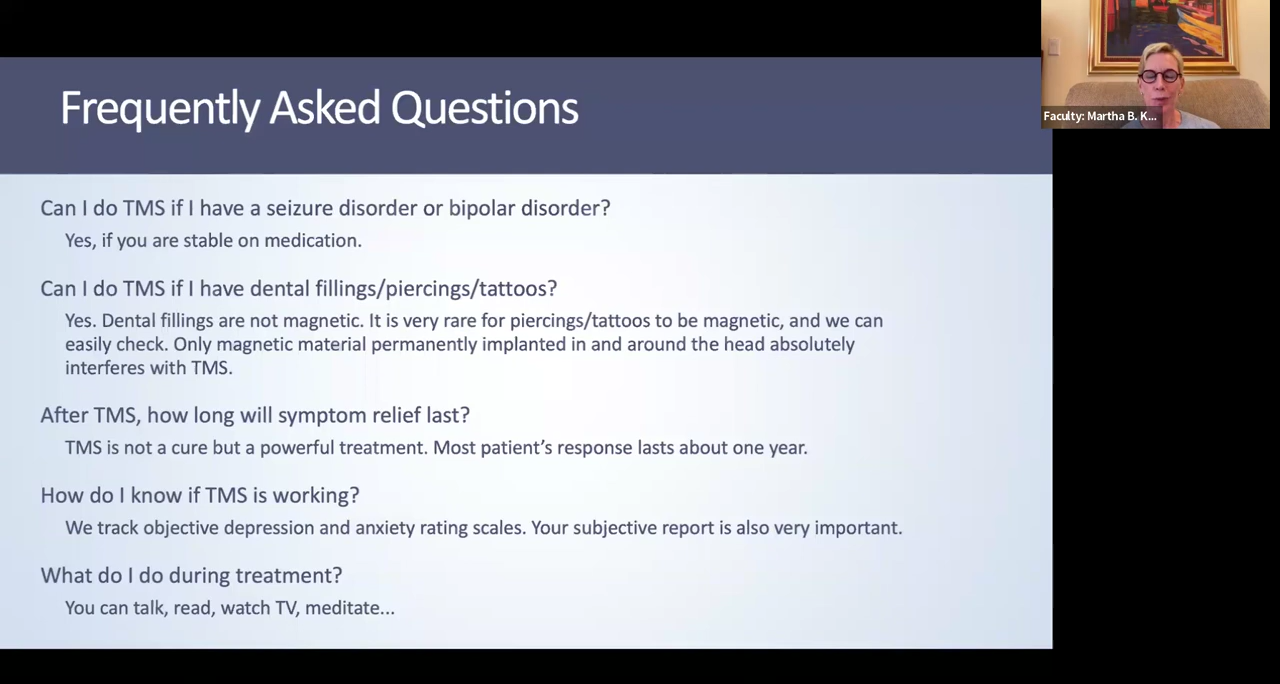 Frequently Asked Questions
Faculty: Martha B. K...
Can I do TMS if I have a seizure disorder or bipolar disorder?
Yes, if you are stable on medication.
Can I do TMS if I have dental fillings/piercings/tattoos?
Yes. Dental fillings are not magnetic. It is very rare for piercings/tattoos to be magnetic, and we can
easily check. Only magnetic material permanently implanted in and around the head absolutely
interferes with TMS.
After TMS, how long will symptom relief last?
TMS is not a cure but a powerful treatment. Most patient’s response lasts about one year.
How do I know if TMS is working?
We track objective depression and anxiety rating scales. Your subjective report is also very important.
What do I do during treatment?
You can talk, read, watch TV, meditate...